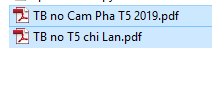 TB no Cam Pha T5 2019.pdf
TB no T5 chi Lan.pdf